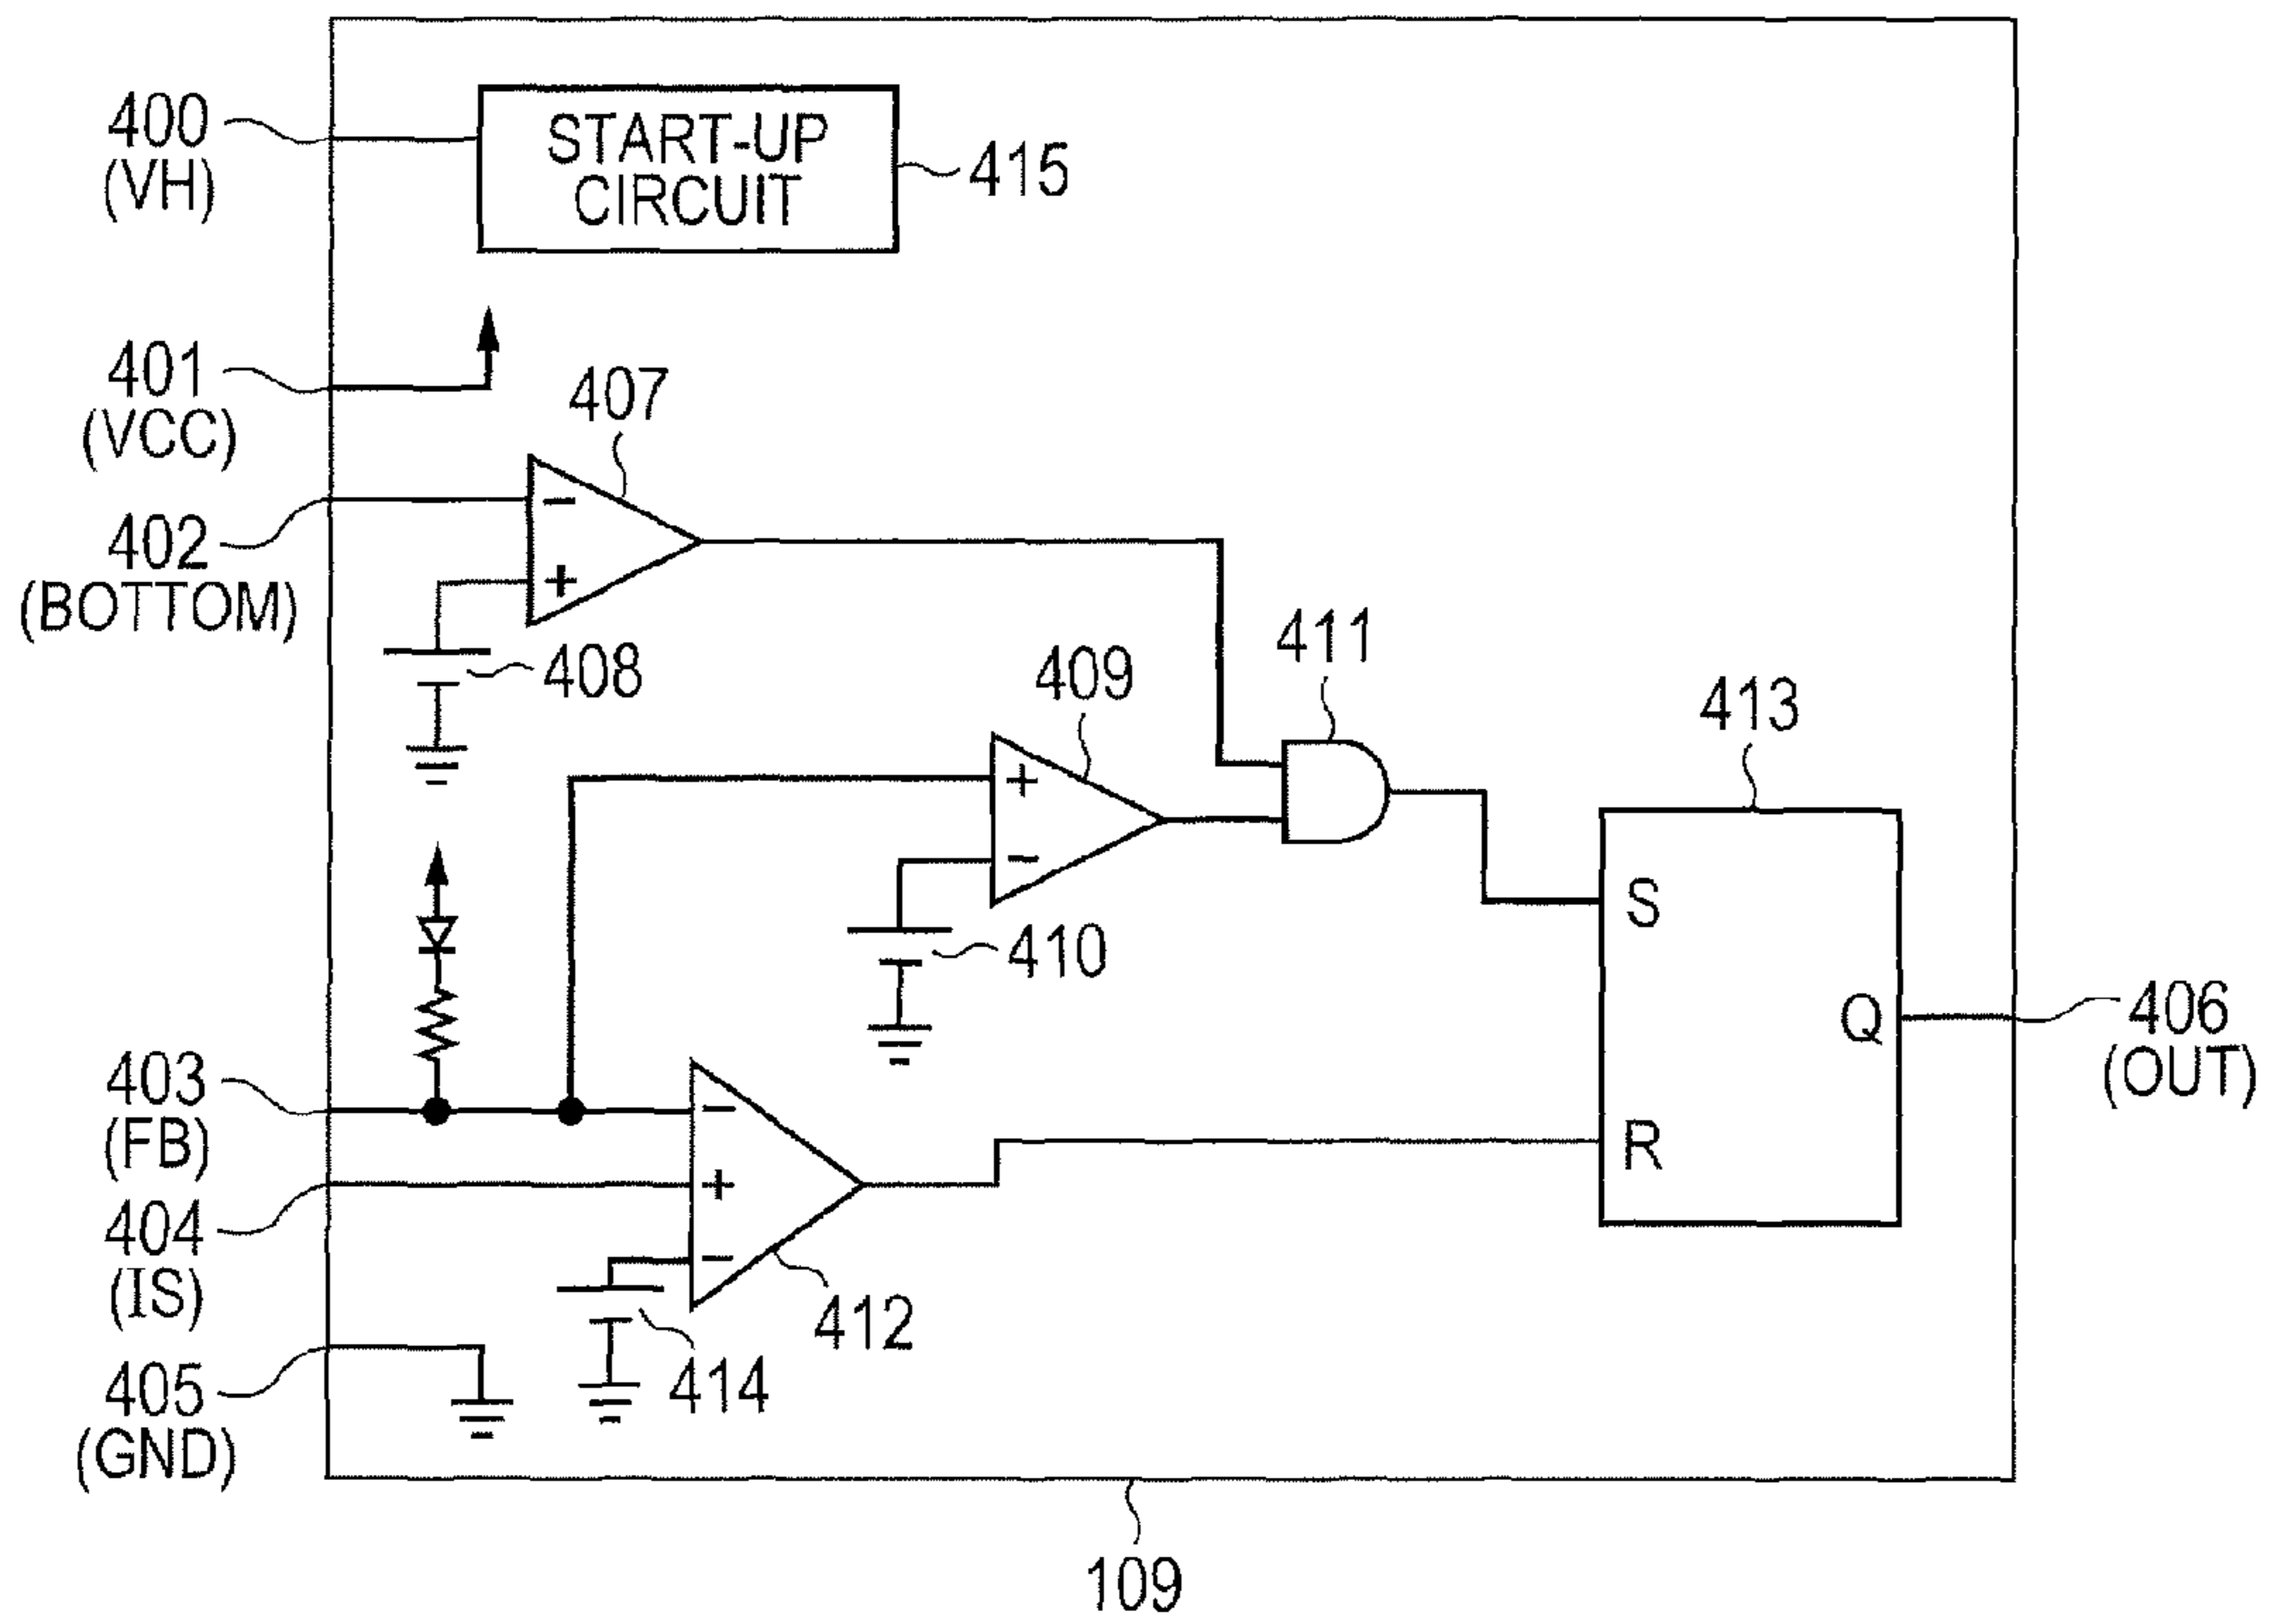 400
(VH)
START-UP
CIRCUIT
415
401
(VCC)
407
−
402
(BOTTOM)
+
408
409
411
413
+
−
410
S
Q
406
(OUT)
403
(FB)
−
R
404
(IS)
+
−
412
414
405
(GND)
109